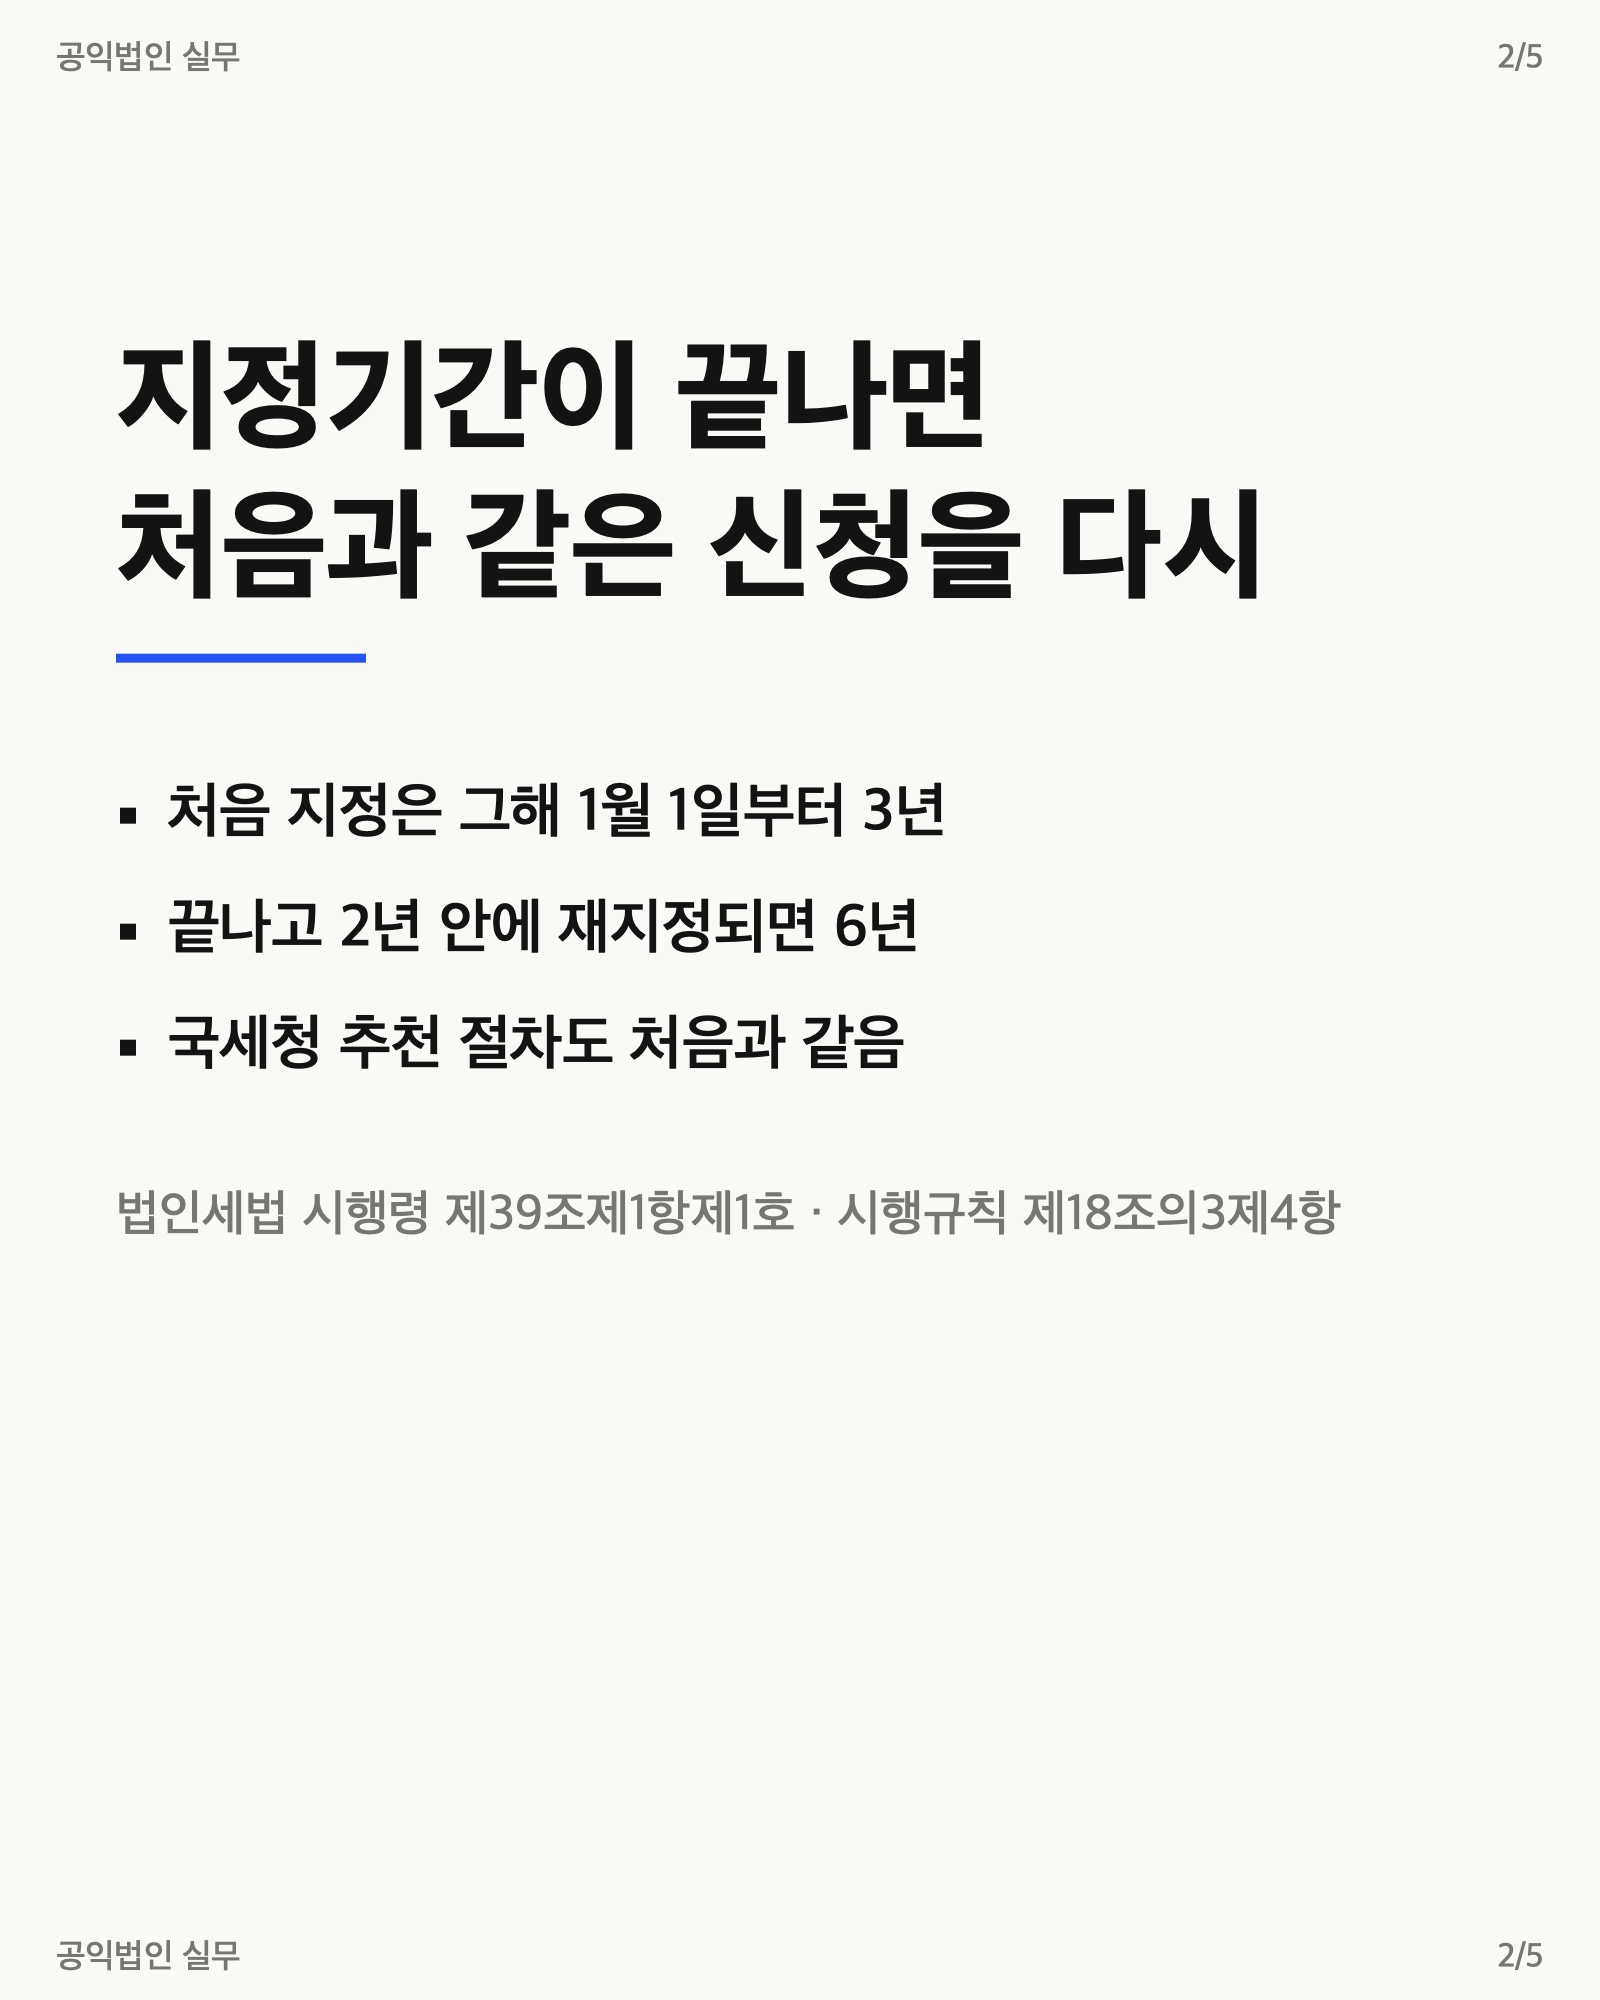 공익법인 실무
2/5
지정기간이 끝나면
처음과 같은 신청을 다시
▪ 처음 지정은 그해 1월 1일부터 3년
▪ 끝나고 2년 안에 재지정되면 6년
▪ 국세청 추천 절차도 처음과 같음
법인세법 시행령 제39조제1항제1호 · 시행규칙 제18조의3제4항
공익법인 실무
2/5